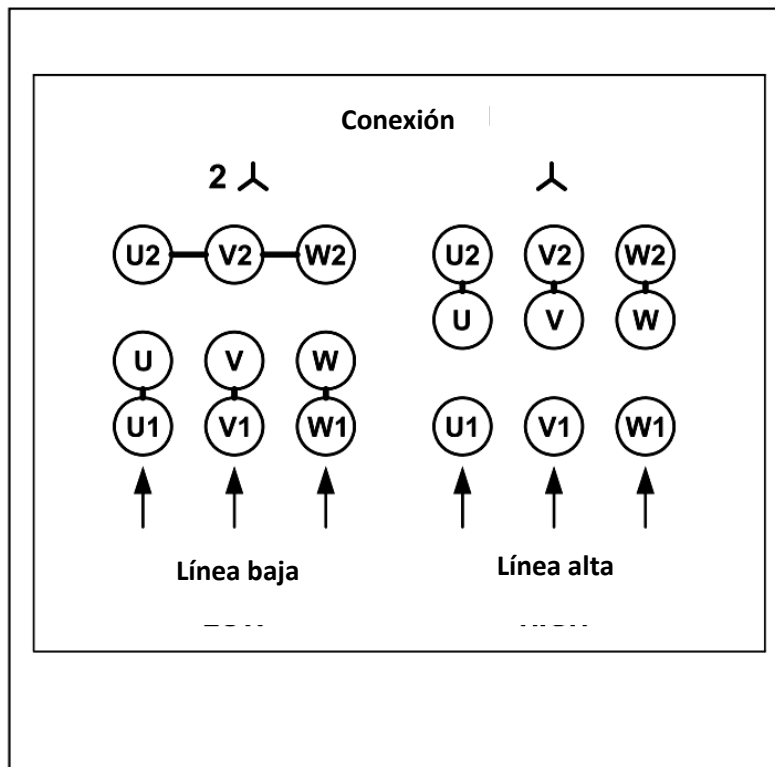 Conexión
2
U2 V2 W2 U2 V2 W2
U V W
U V W
U1 V1 W1 U1 V1 W1
Línea baja Línea alta